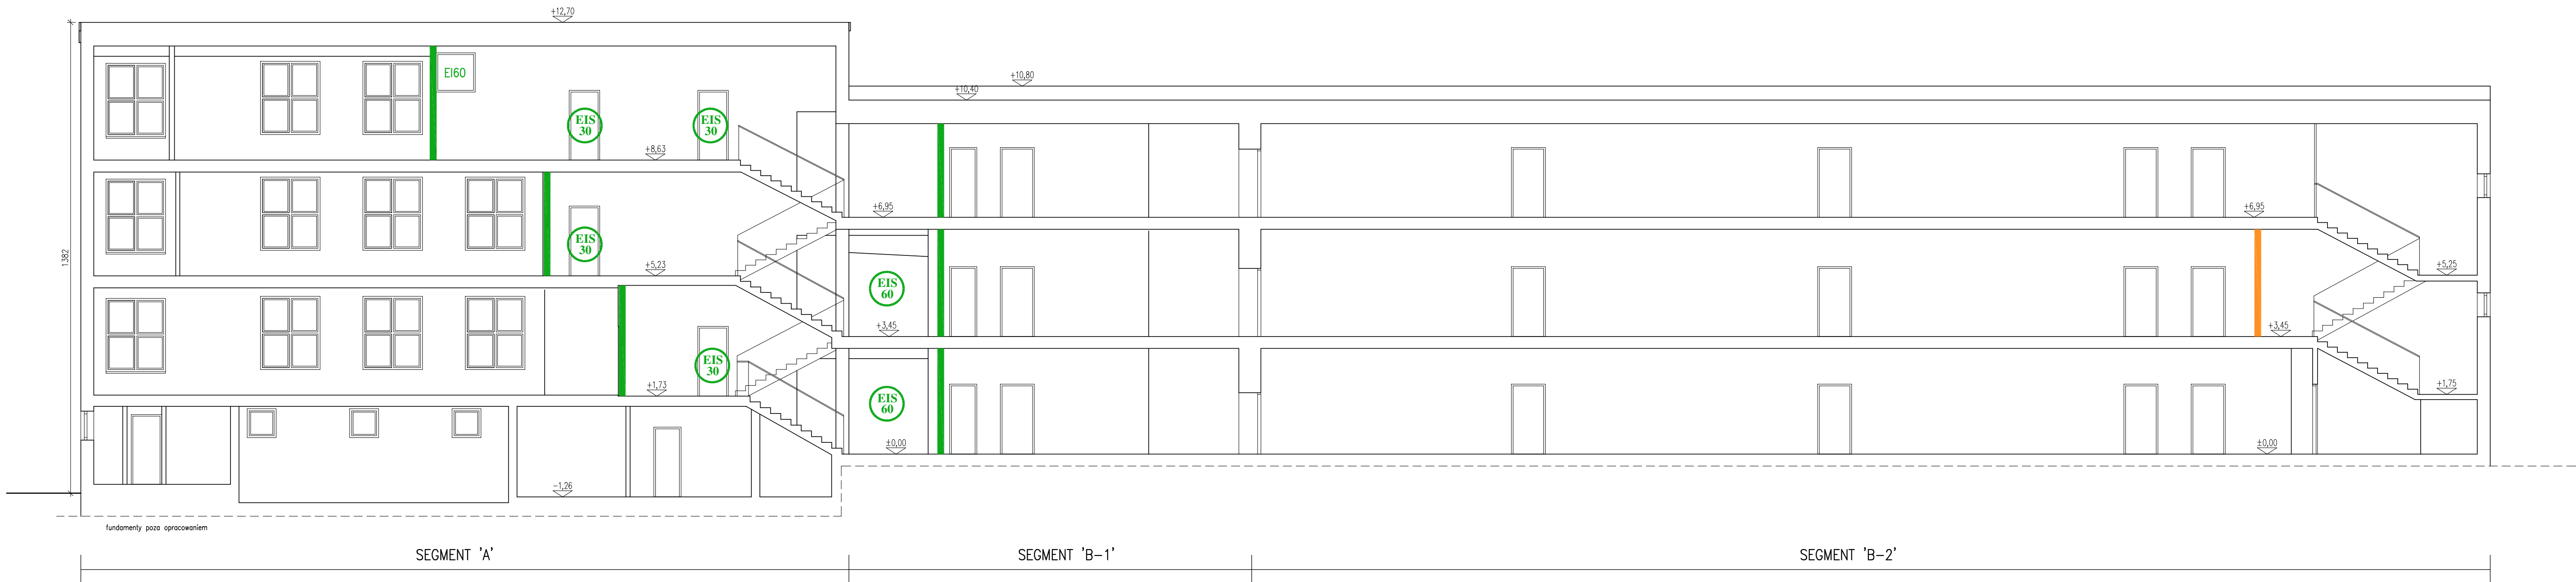 +12,70
+10,80
+10,40
EI60
EIS
30
EIS
30
+8,63
+6,95
+6,95
EIS
30
+5,23
+5,25
EIS
60
+3,45
+3,45
1382
EIS
30
+1,73
+1,75
EIS
60
±0,00
±0,00
-1,26
fundamenty poza opracowaniem
SEGMENT 'A'
SEGMENT 'B-1'
SEGMENT 'B-2'